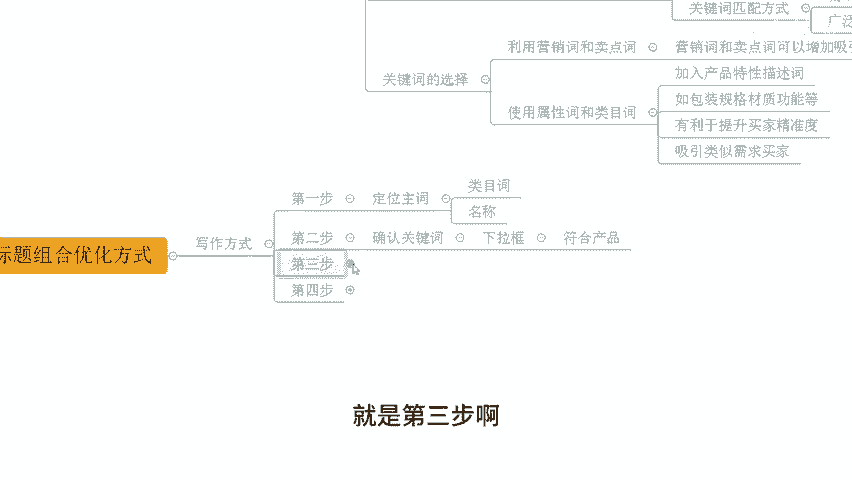 关键词匹配方式
广泛
利用营销词和卖点词
营销词和卖点词可以增加吸引
关键词的选择
加入产品特性描述词
如包装规格材质功能等
使用属性词和类目词
有利于提升买家精准度
吸引类似需求买家
类目词
第一步
定位主词
名称
写作方式
第二步
确认关键词
下拉框
符合产品
标题组合优化方式
第三步
第四步
就是第三步啊